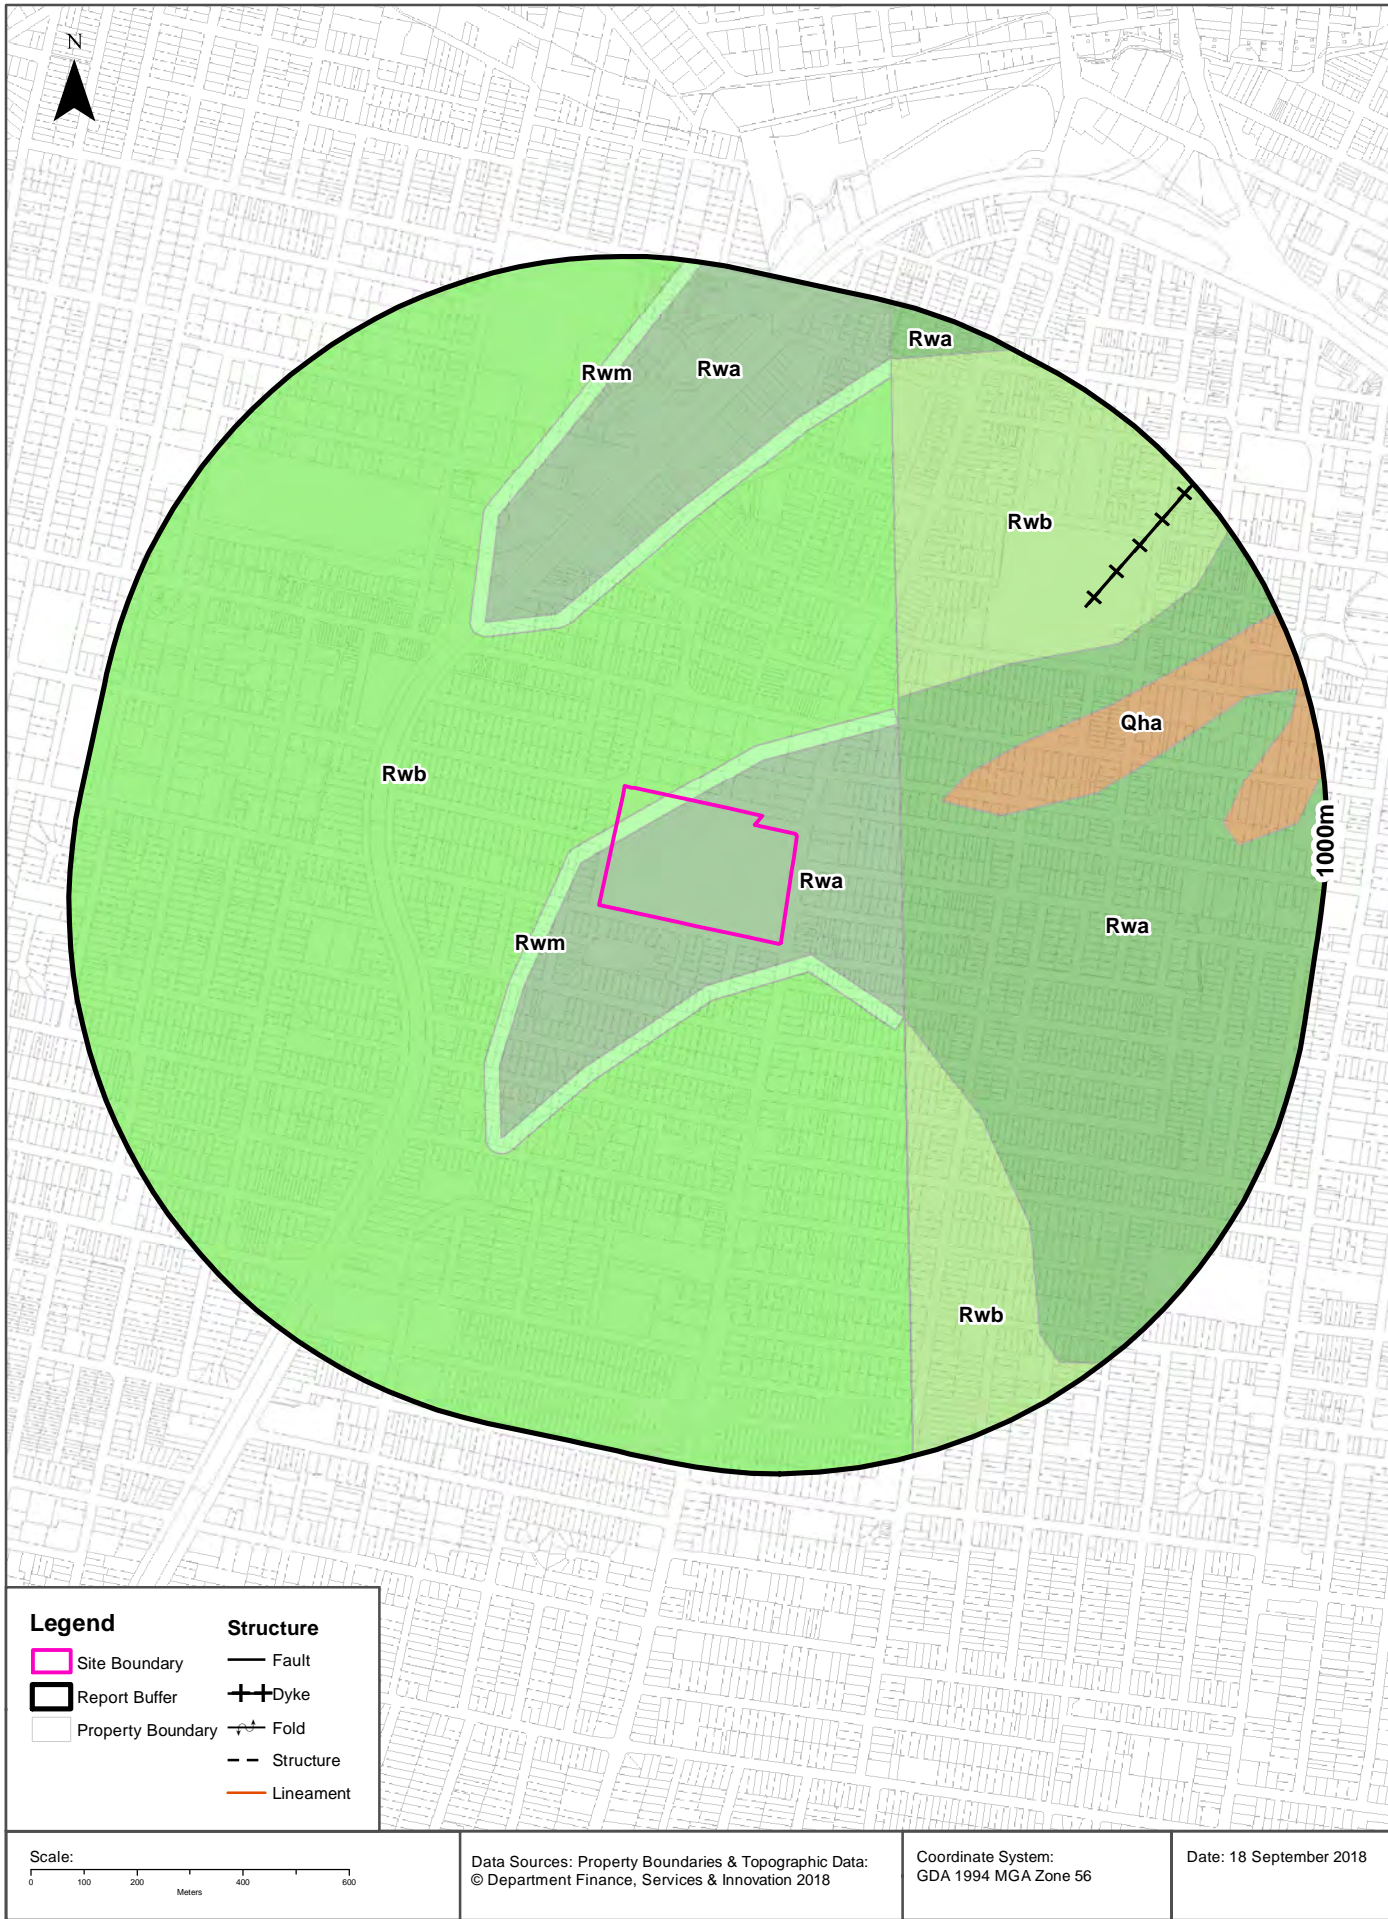 N
Rwa
Rwm
Rwa
Rwb
Qha
Rwb
1000m
Rwa
Rwa
Rwm
Rwb
Legend
Site Boundary
Report Buffer
Property Boundary
Structure
Fault
Dyke
Fold
Structure
Lineament
Scale:
0 100 200 400 600
Meters
Data Sources: Property Boundaries & Topographic Data:
© Department Finance, Services & Innovation 2018
Coordinate System:
GDA 1994 MGA Zone 56
Date: 18 September 2018